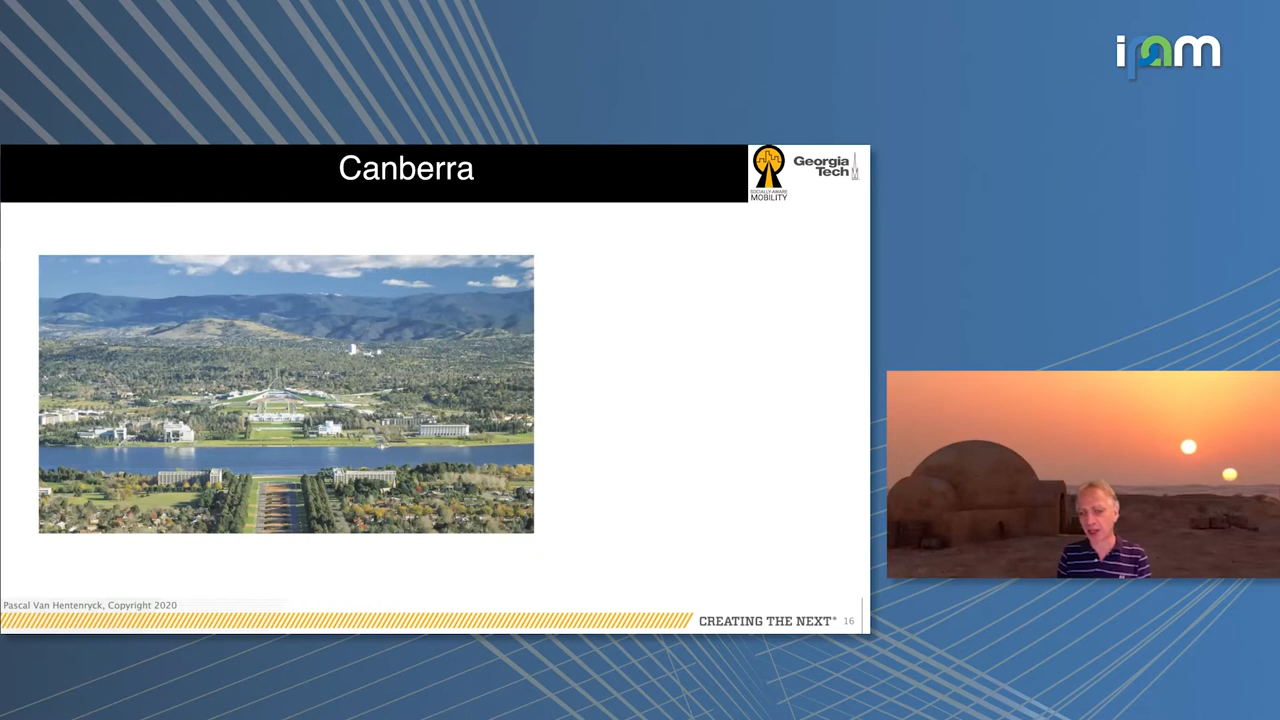 ipam
Canberra
SOCIALLY-AWARE
MOBILITY
Georgia
Tech
Pascal Van Hentenryck, Copyright 2020
CREATING THE NEXT®
16